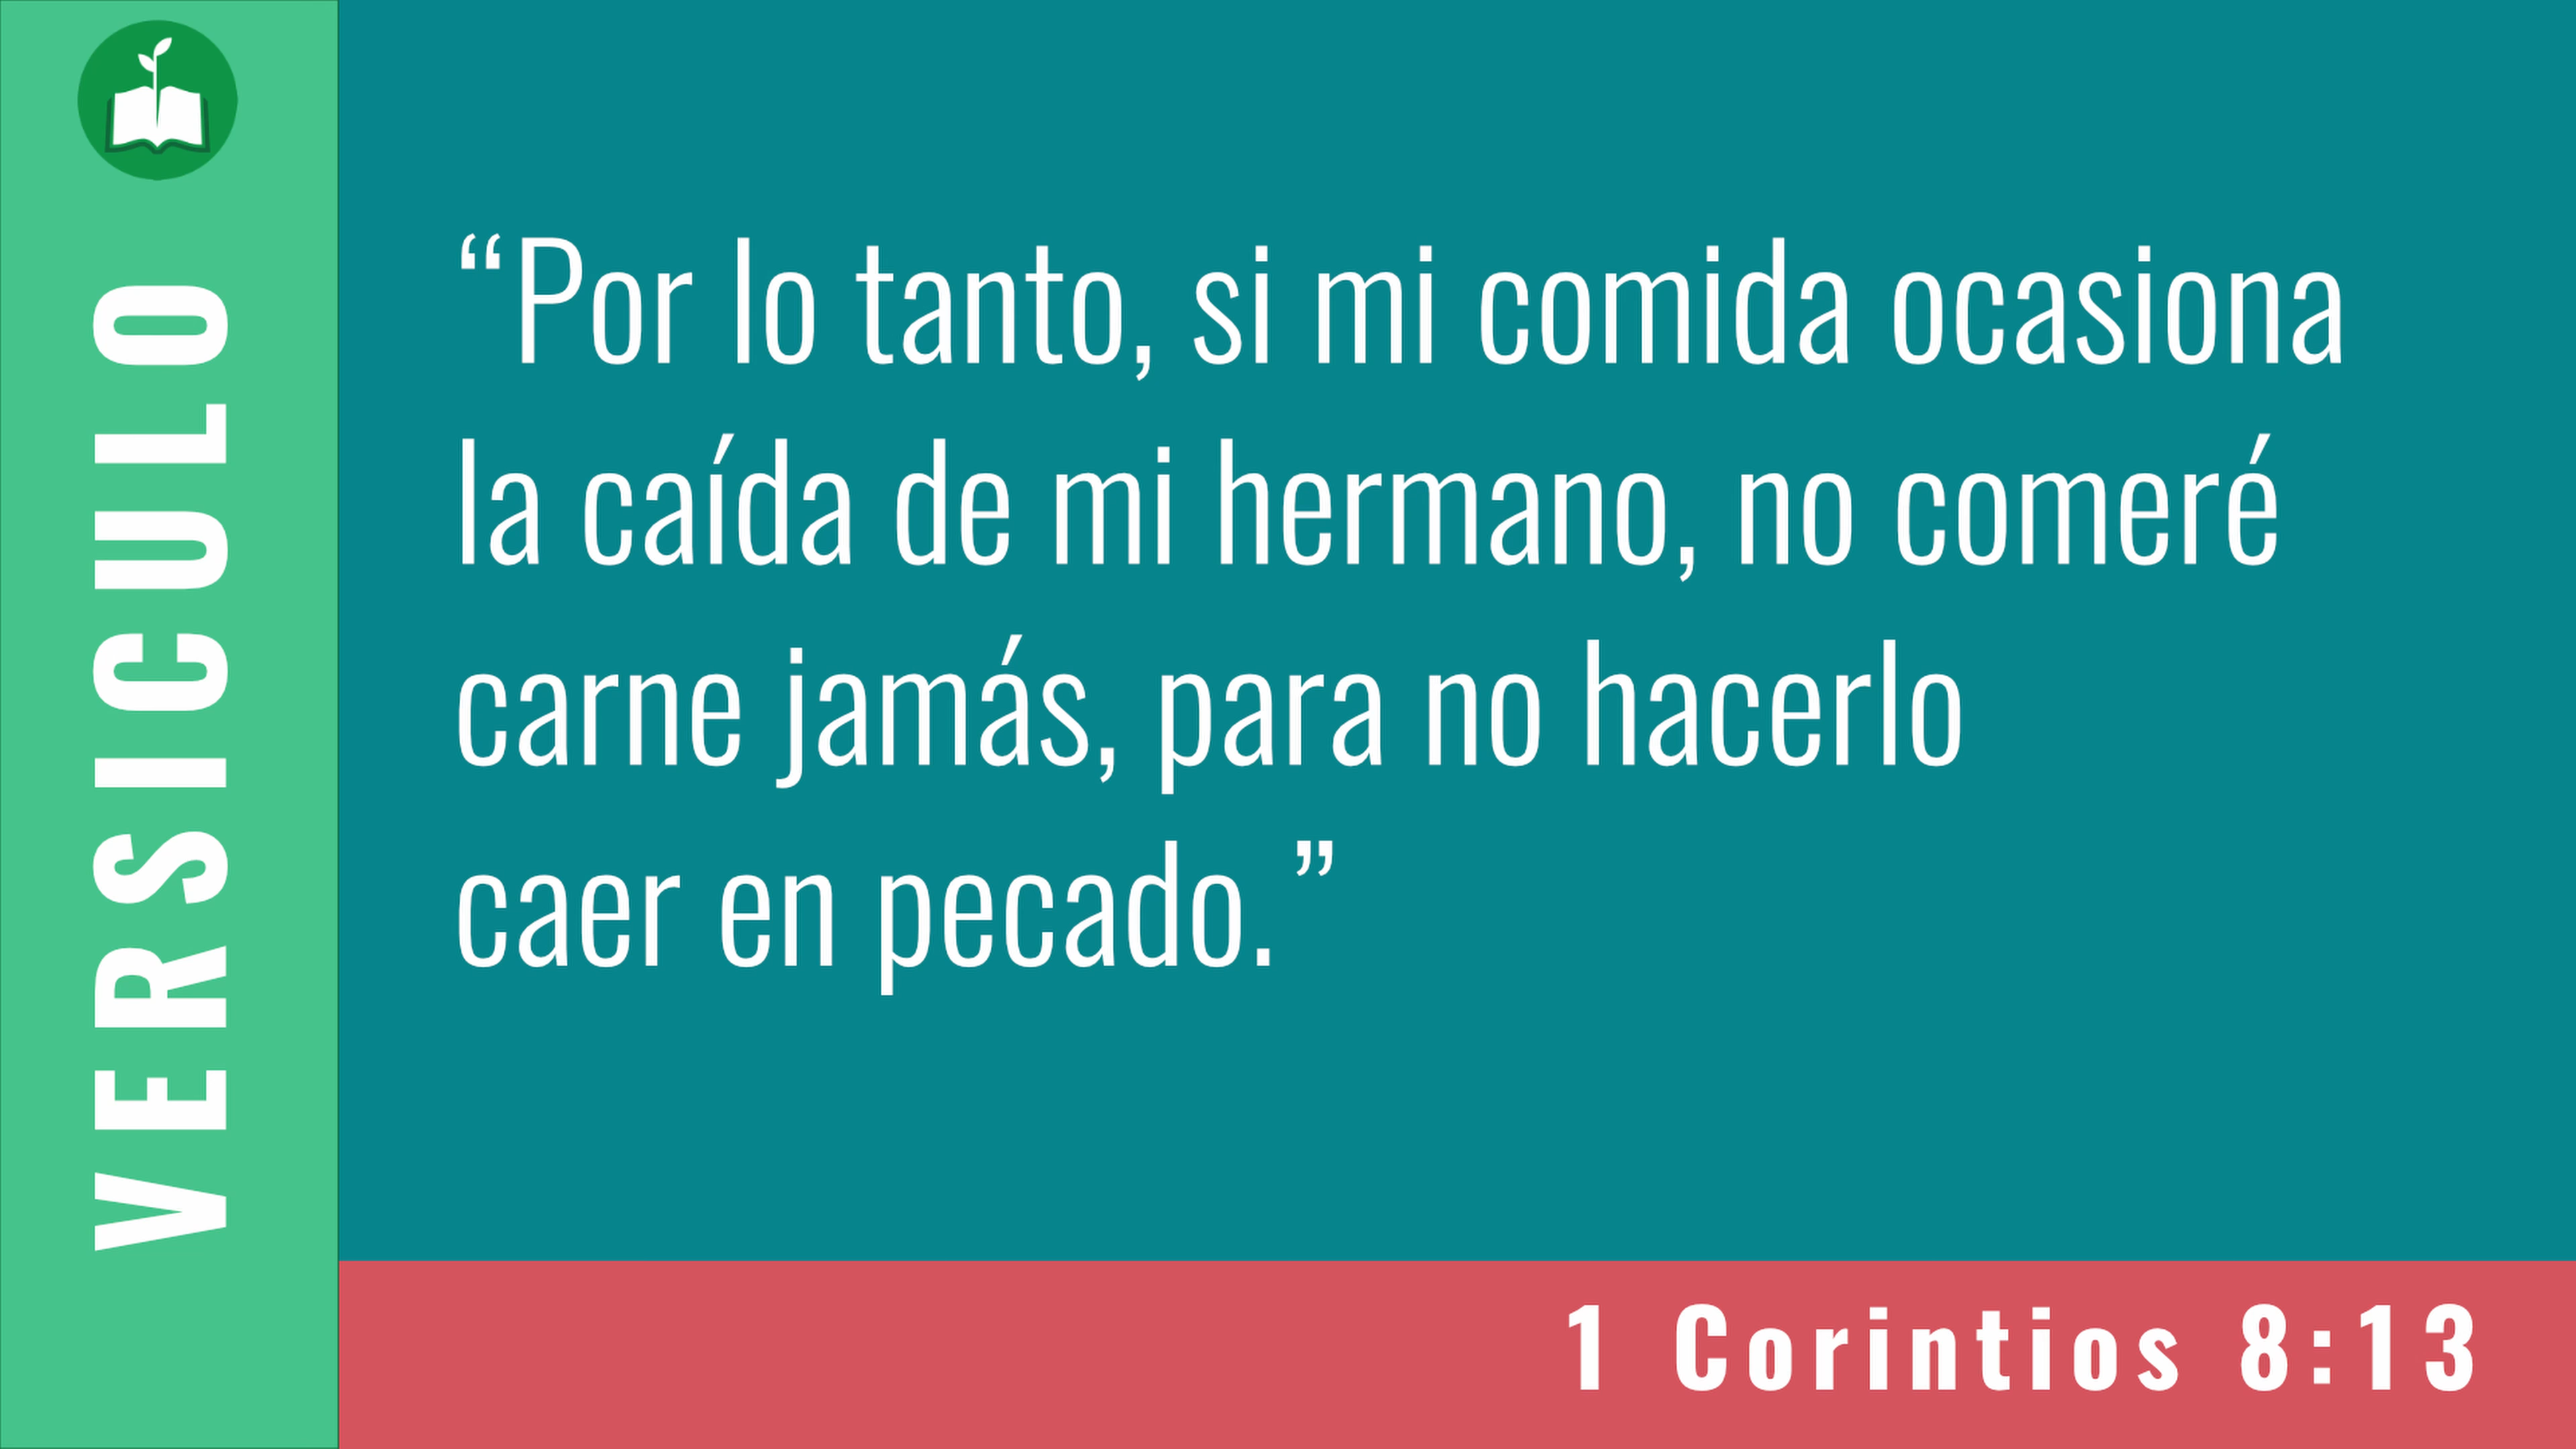 VERSICULO
“Por lo tanto, si mi comida ocasiona
la caída de mi hermano, no comeré
carne jamás, para no hacerlo
caer en pecado.”
1 Corintios 8:13